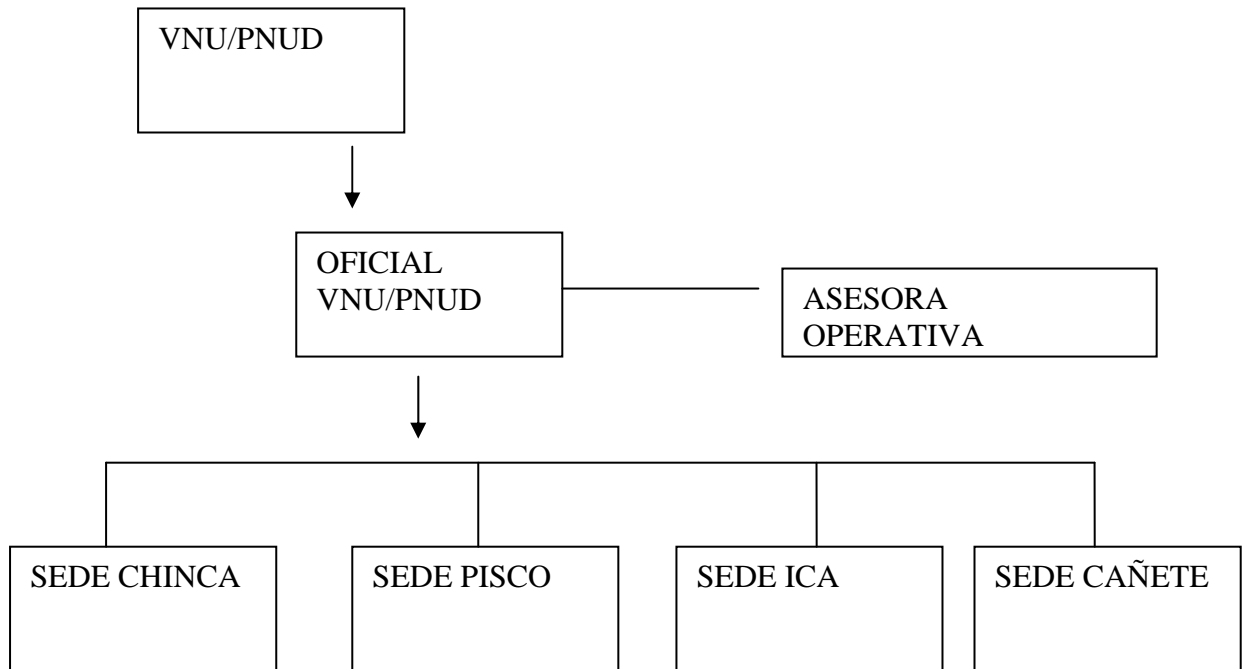 VNU/PNUD
OFICIAL
VNU/PNUD
ASESORA
OPERATIVA
SEDE CHINCA
SEDE PISCO
SEDE ICA
SEDE CAÑETE